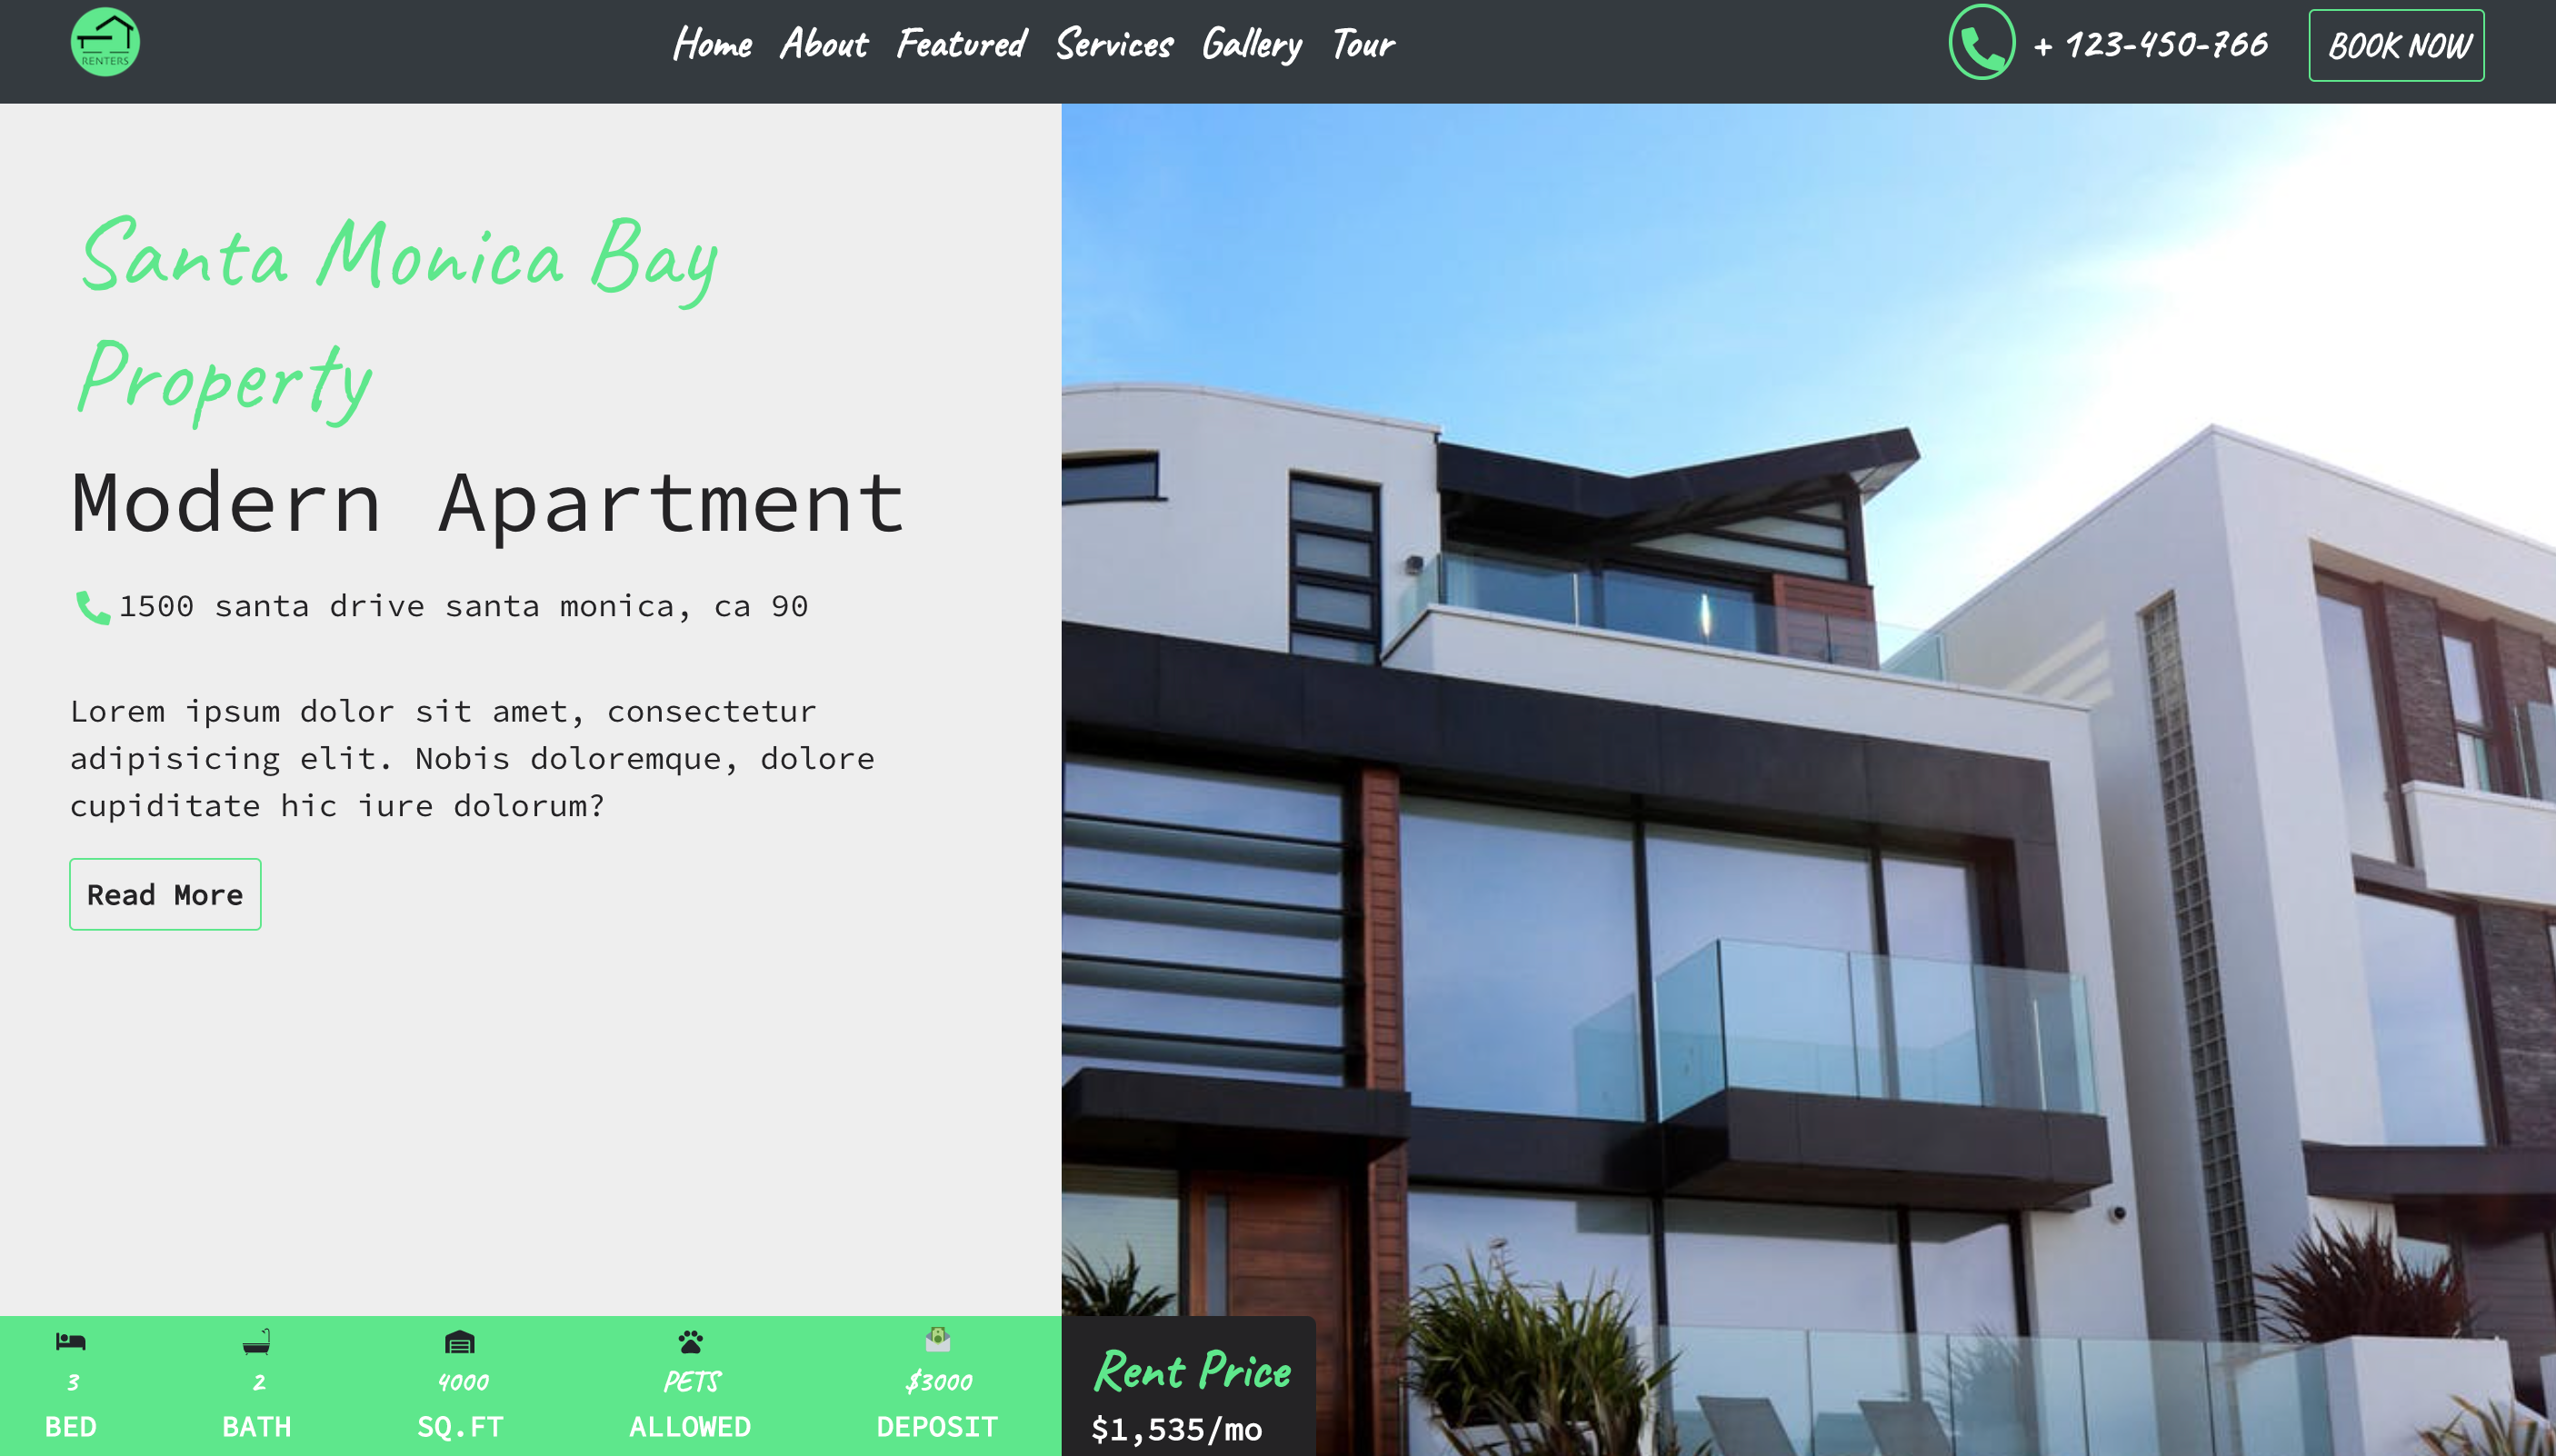 RENTERS
Home About Featured Services Gallery Tour
+ 123-450-766
BOOK NOW
Santa Monica Bay
Property
Modern Apartment
1500 santa drive santa monica, ca 90
Lorem ipsum dolor sit amet, consectetur
adipisicing elit. Nobis doloremque, dolore
cupiditate hic iure dolorum?
Read More
3
BED
2
BATH
4000
SQ.FT
PETS
ALLOWED
$3000
DEPOSIT
Rent Price
$1,535/mo